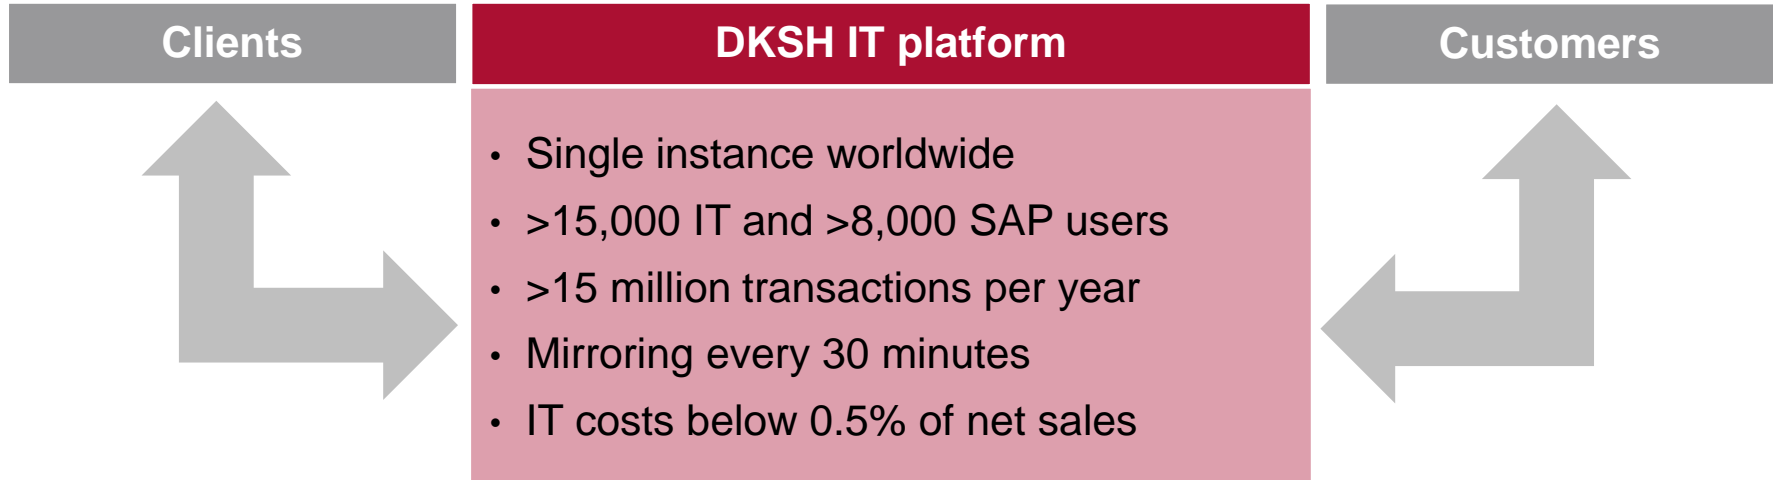 Clients
DKSH IT platform
Customers
• Single instance worldwide
• >15,000 IT and >8,000 SAP users
• >15 million transactions per year
• Mirroring every 30 minutes
• IT costs below 0.5% of net sales